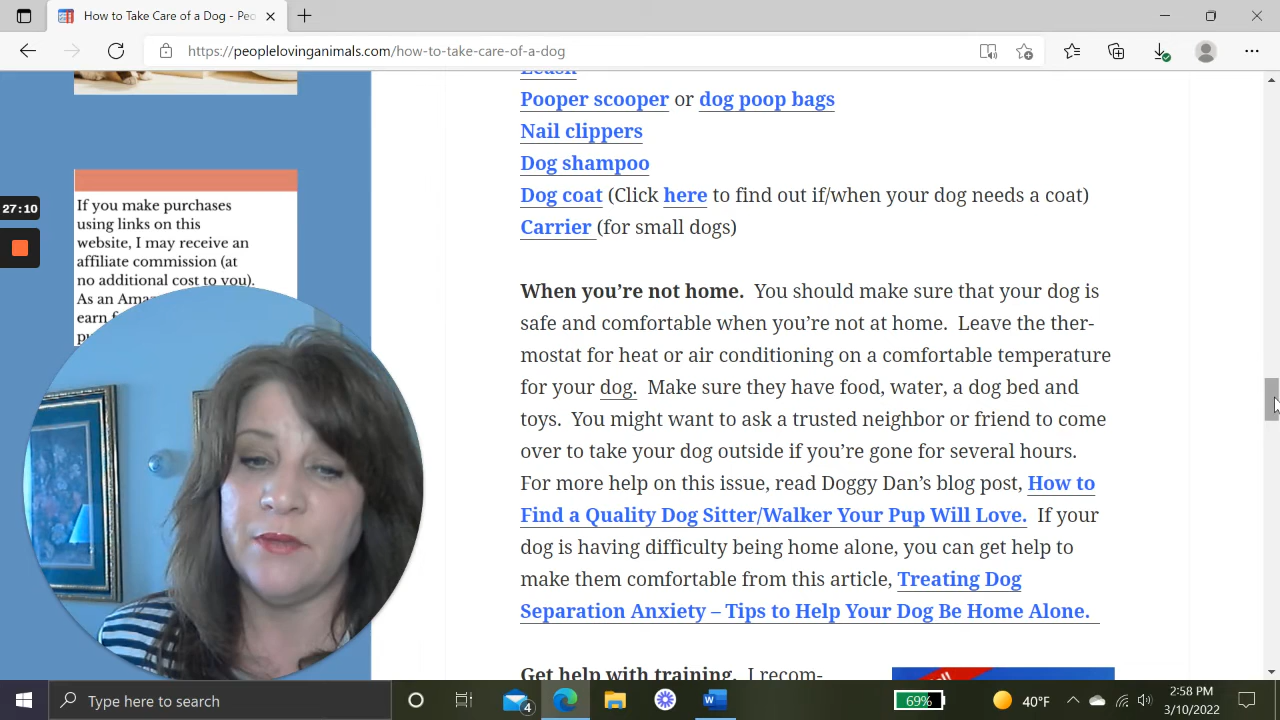 How to Take Care of a Dog - Peo
https://peoplelovinganimals.com/how-to-take-care-of-a-dog
Leash
Pooper scooper or dog poop bags
Nail clippers
Dog shampoo
Dog coat (Click here to find out if/when your dog needs a coat)
Carrier (for small dogs)
27:10
If you make purchases
using links on this
website, I may receive an
affiliate commission (at
no additional cost to you).
As an Ama
earn f
pu
When you're not home.  You should make sure that your dog is
safe and comfortable when you're not at home.  Leave the ther-
mostat for heat or air conditioning on a comfortable temperature
for your dog.  Make sure they have food, water, a dog bed and
toys.  You might want to ask a trusted neighbor or friend to come
over to take your dog outside if you're gone for several hours.
For more help on this issue, read Doggy Dan's blog post, How to
Find a Quality Dog Sitter/Walker Your Pup Will Love.  If your
dog is having difficulty being home alone, you can get help to
make them comfortable from this article, Treating Dog
Separation Anxiety – Tips to Help Your Dog Be Home Alone.
Get help with training.  I recom-
Type here to search
4
W
69%
40°F
2:58 PM
3/10/2022